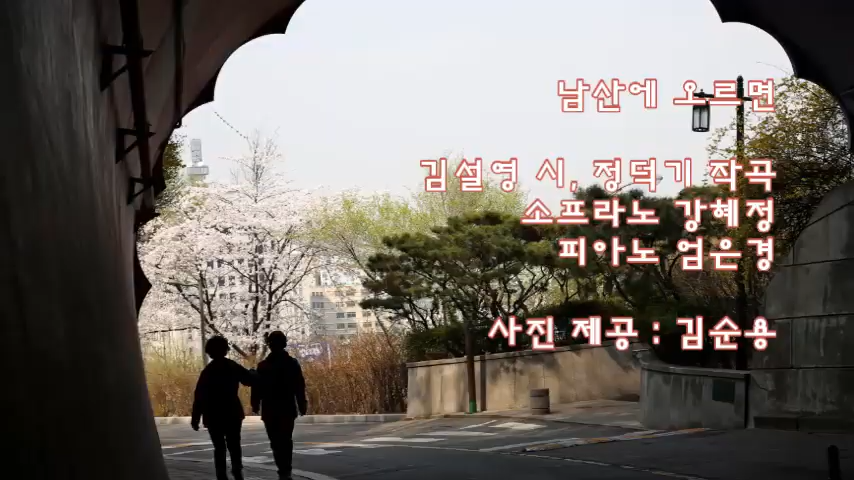 남산에 오르면
김설영 시, 정덕기 작곡
소프라노 강혜정
피아노 엄은경
사진 제공 : 김순용